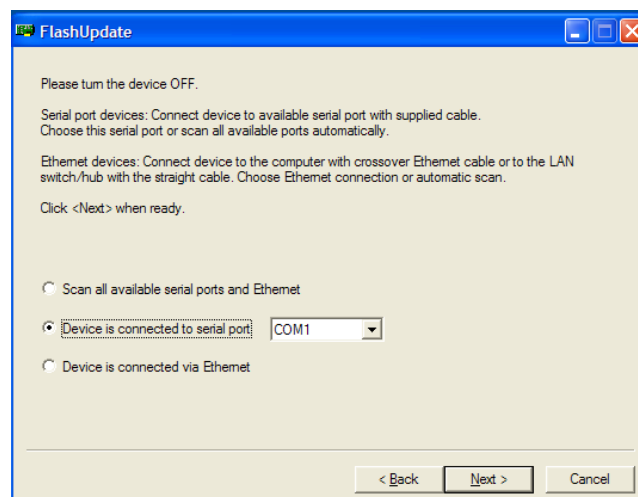 FlashUpdate
Please turn the device OFF.
Serial port devices: Connect device to available serial port with supplied cable.
Choose this serial port or scan all available ports automatically.
Ethernet devices: Connect device to the computer with crossover Ethernet cable or to the LAN
switch/hub with the straight cable. Choose Ethernet connection or automatic scan.
Click <Next> when ready.
Scan all available serial ports and Ethernet
Device is connected to serial port COM1
Device is connected via Ethernet
< Back Next > Cancel